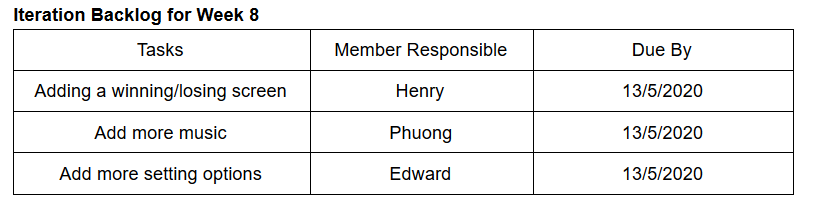 Iteration Backlog for Week 8
Tasks Member Responsible Due By
Adding a winning/losing screen Henry 13/5/2020
Add more music Phuong 13/5/2020
Add more setting options Edward 13/5/2020